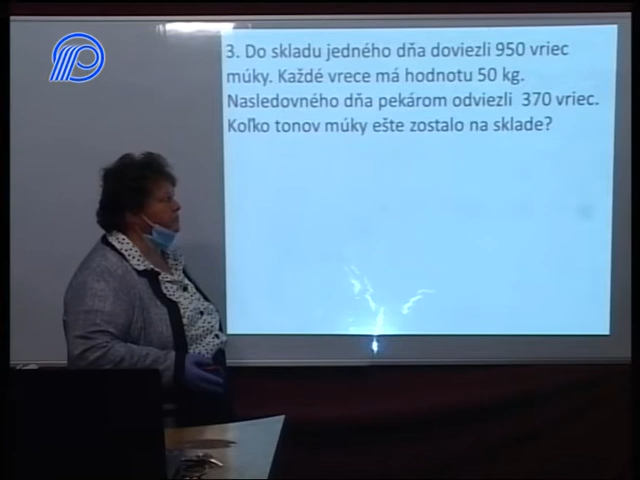 3. Do skladu jedného dňa doviezli 950 vriec
múky. Každé vrece má hodnotu 50 kg.
Nasledovného dňa pekárom odviezli 370 vriec.
Koľko tonov múky ešte zostalo na sklade?